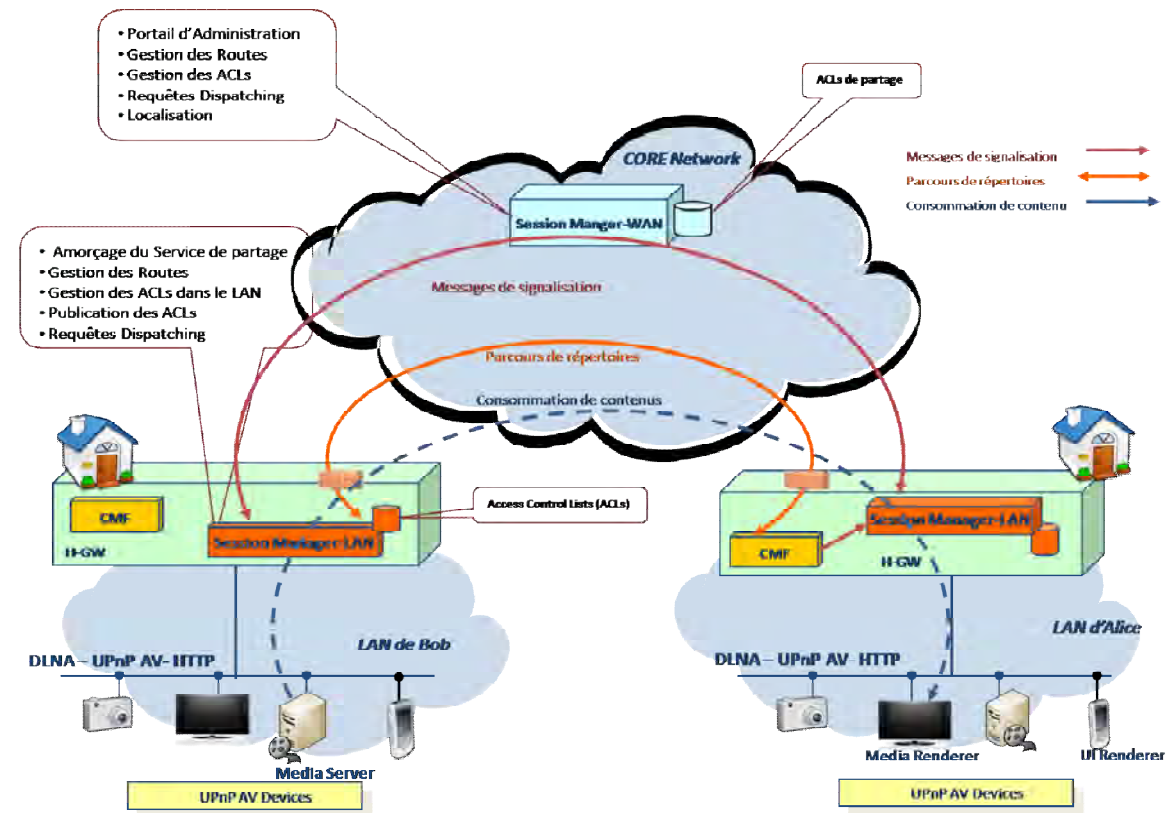 • Portail d'Administration
• Gestion des Routes
• Gestion des ACLs
• Requêtes Dispatching
• Localisation
ACLs de partage
CORE Network
Session Manger-WAN
Messages de signalisation
Parcours de répertoires
Consommation de contenu
• Amorçage du Service de partage
• Gestion des Routes
• Gestion des ACLs dans le LAN
• Publication des ACLs
• Requêtes Dispatching
Messages de signalisation
Parcours de répertoires
Consommation de contenus
CMF
Session Manager-LAN
H-GW
Access Control Lists (ACLs)
Session Manager-LAN
CMF
H-GW
LAN de Bob
DLNA – UPnP AV- HTTP
Media Server
UPnP AV Devices
LAN d'Alice
DLNA – UPnP AV- HTTP
Media Renderer
UI Renderer
UPnP AV Devices